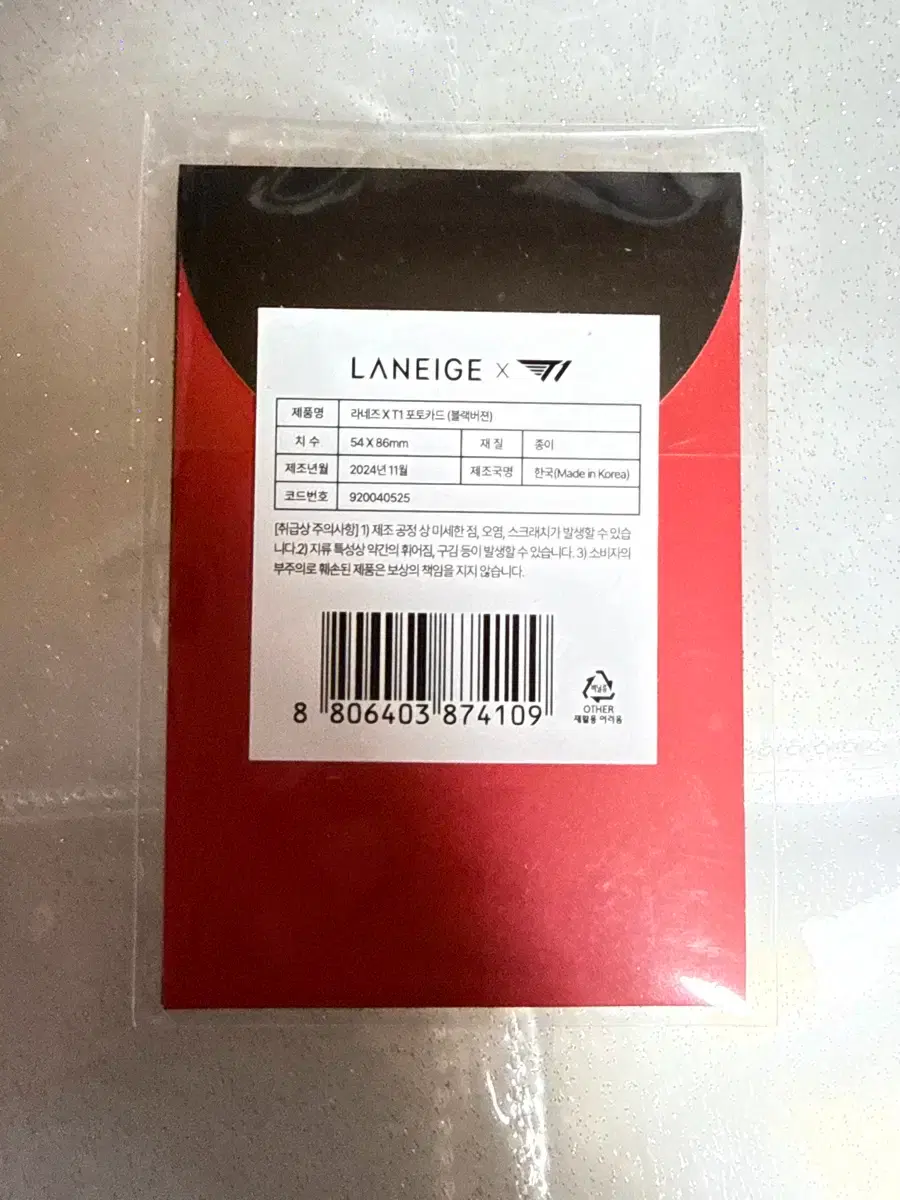 LANEIGE X T1
제품명 라네즈 X T1 포토카드 (블랙버젼)
치 수 54 X 86mm 재 질 종이
제조년월 2024년 11월 제조국명 한국(Made in Korea)
코드번호 920040525
[취급상 주의사항] 1) 제조 공정 상 미세한 점, 오염, 스크래치가 발생할 수 있습
니다.2) 지류 특성상 약간의 휘어짐, 구김 등이 발생할 수 있습니다. 3) 소비자의
부주의로 훼손된 제품은 보상의 책임을 지지 않습니다.
8 806403 874109
비닐류
OTHER
재활용 어려움